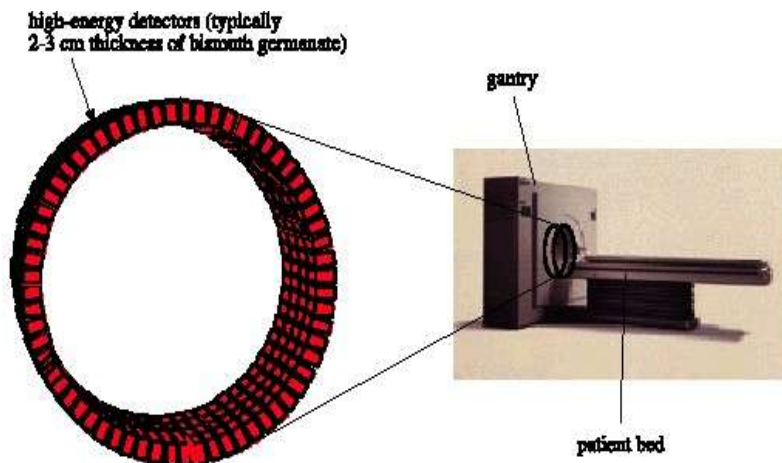 high-energy detectors (typically
2-3 cm thickness of bismuth germanate)
gantry
patient bed